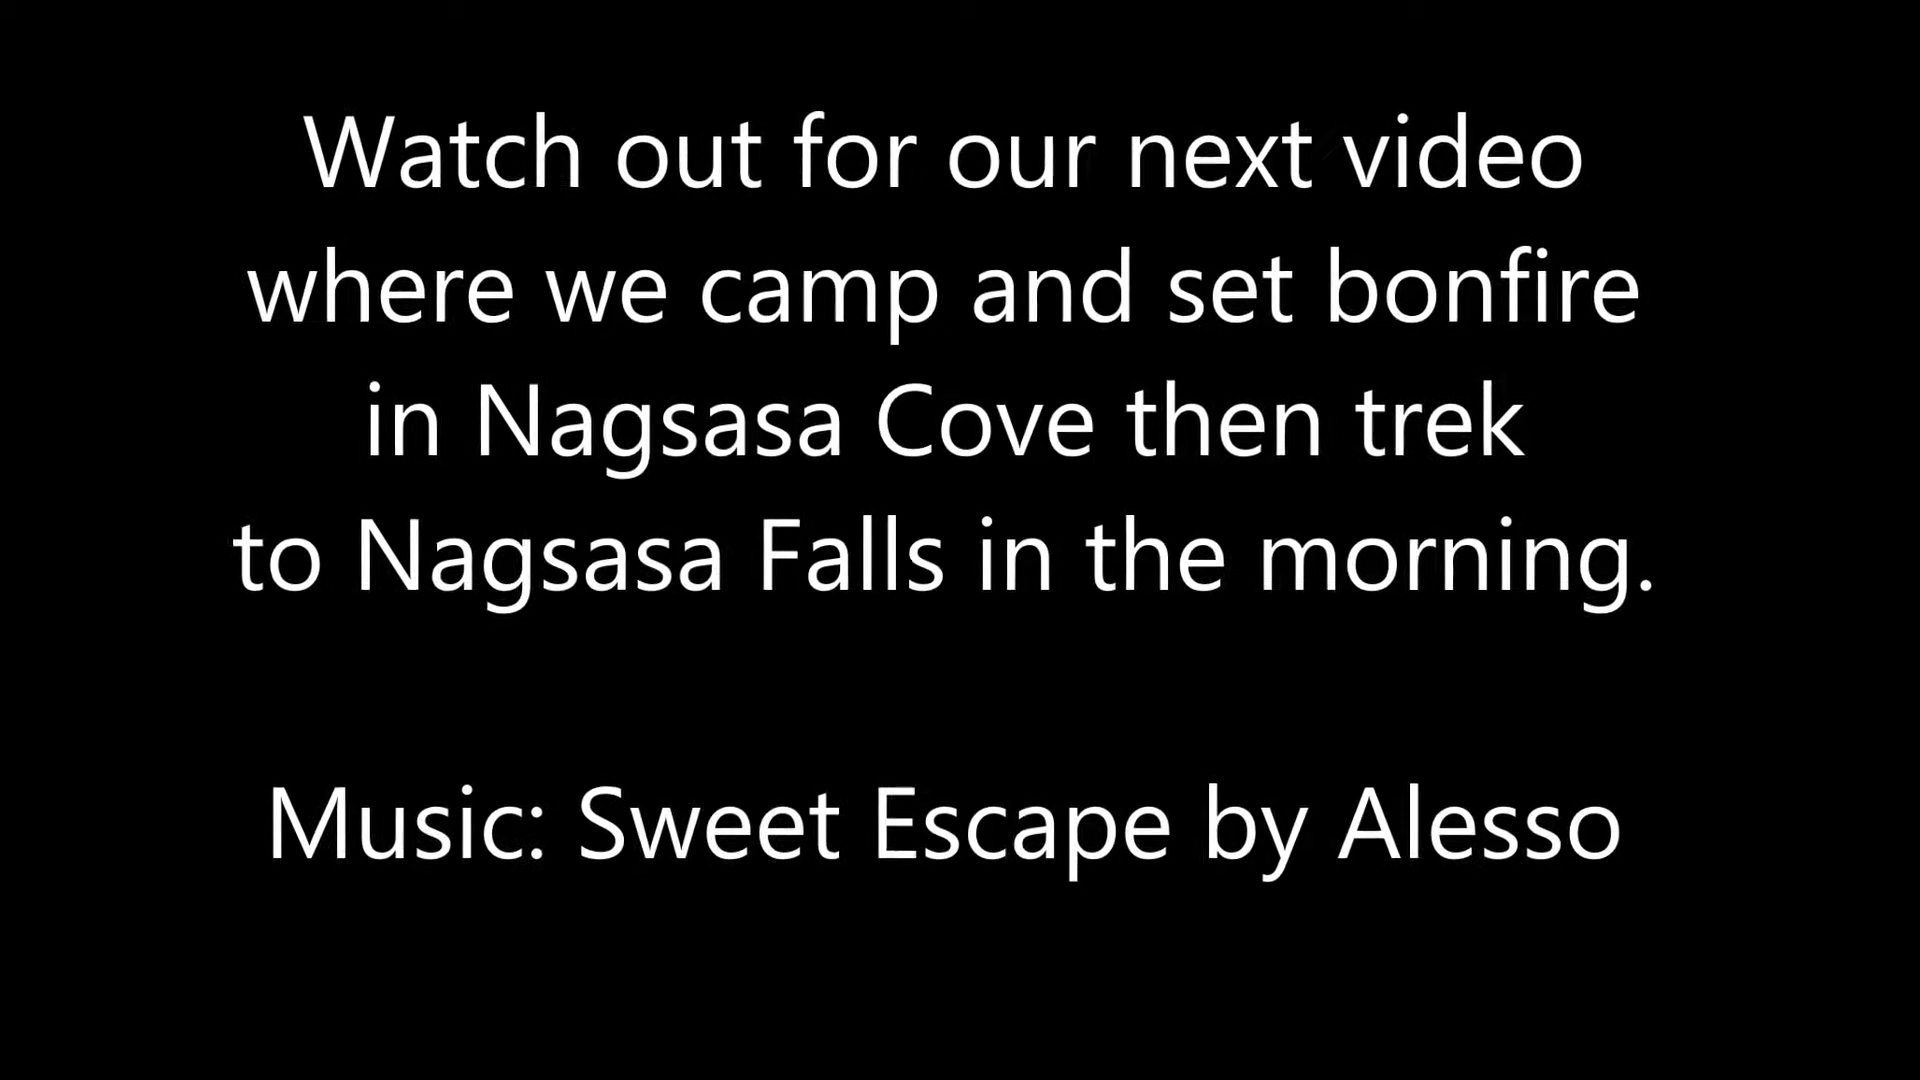 Watch out for our next video
where we camp and set bonfire
in Nagsasa Cove then trek
to Nagsasa Falls in the morning.
Music: Sweet Escape by Alesso